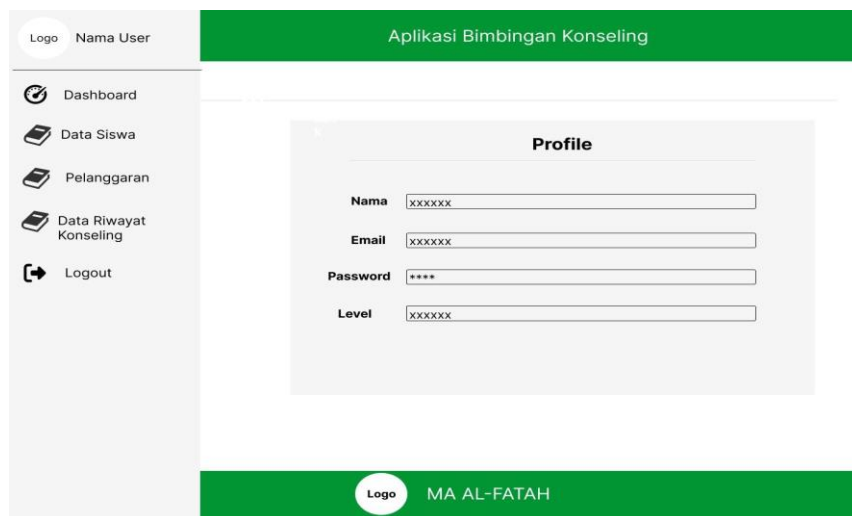 Logo Nama User
Aplikasi Bimbingan Konseling
Dashboard
Data Siswa
Pelanggaran
Data Riwayat
Konseling
Logout
Profile
Nama xxxxxx
Email xxxxxx
Password ****
Level xxxxxx
Logo MA AL-FATAH